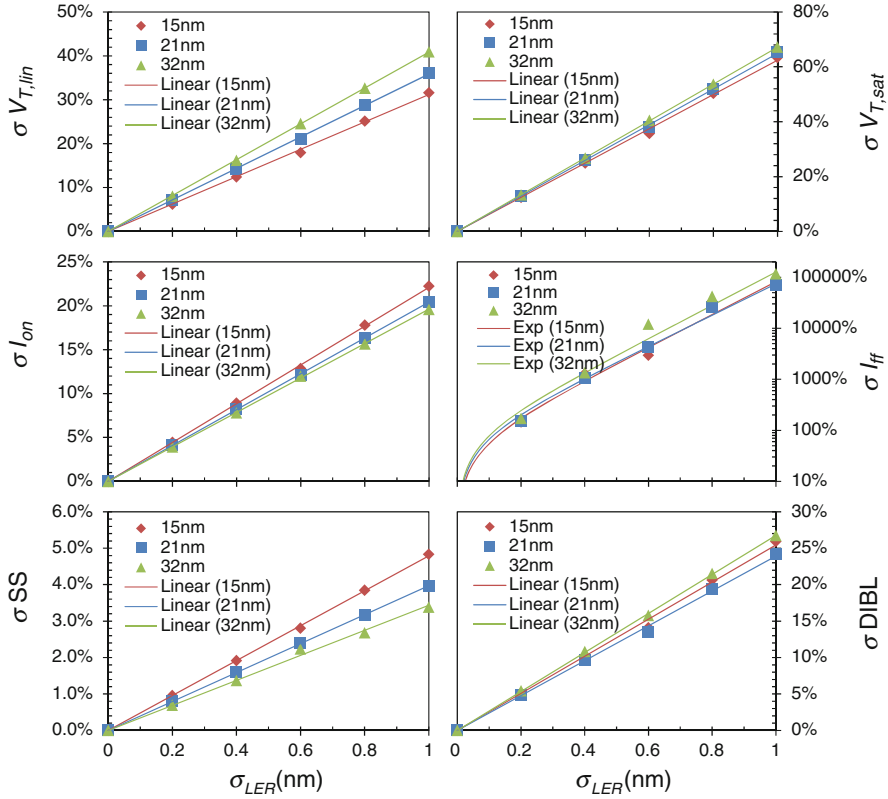 50%
40%
30%
20%
10%
0%
σ V_T,lin
15nm
21nm
32nm
Linear (15nm)
Linear (21nm)
Linear (32nm)
80%
60%
40%
20%
0%
σ V_T,sat
15nm
21nm
32nm
Linear (15nm)
Linear (21nm)
Linear (32nm)
25%
20%
15%
10%
5%
0%
σ I_on
15nm
21nm
32nm
Linear (15nm)
Linear (21nm)
Linear (32nm)
100000%
10000%
1000%
100%
10%
σ I_ff
15nm
21nm
32nm
Exp (15nm)
Exp (21nm)
Exp (32nm)
6.0%
5.0%
4.0%
3.0%
2.0%
1.0%
0.0%
σ SS
15nm
21nm
32nm
Linear (15nm)
Linear (21nm)
Linear (32nm)
0 0.2 0.4 0.6 0.8 1
σ_LER(nm)
30%
25%
20%
15%
10%
5%
0%
σ DIBL
15nm
21nm
32nm
Linear (15nm)
Linear (21nm)
Linear (32nm)
0 0.2 0.4 0.6 0.8 1
σ_LER(nm)